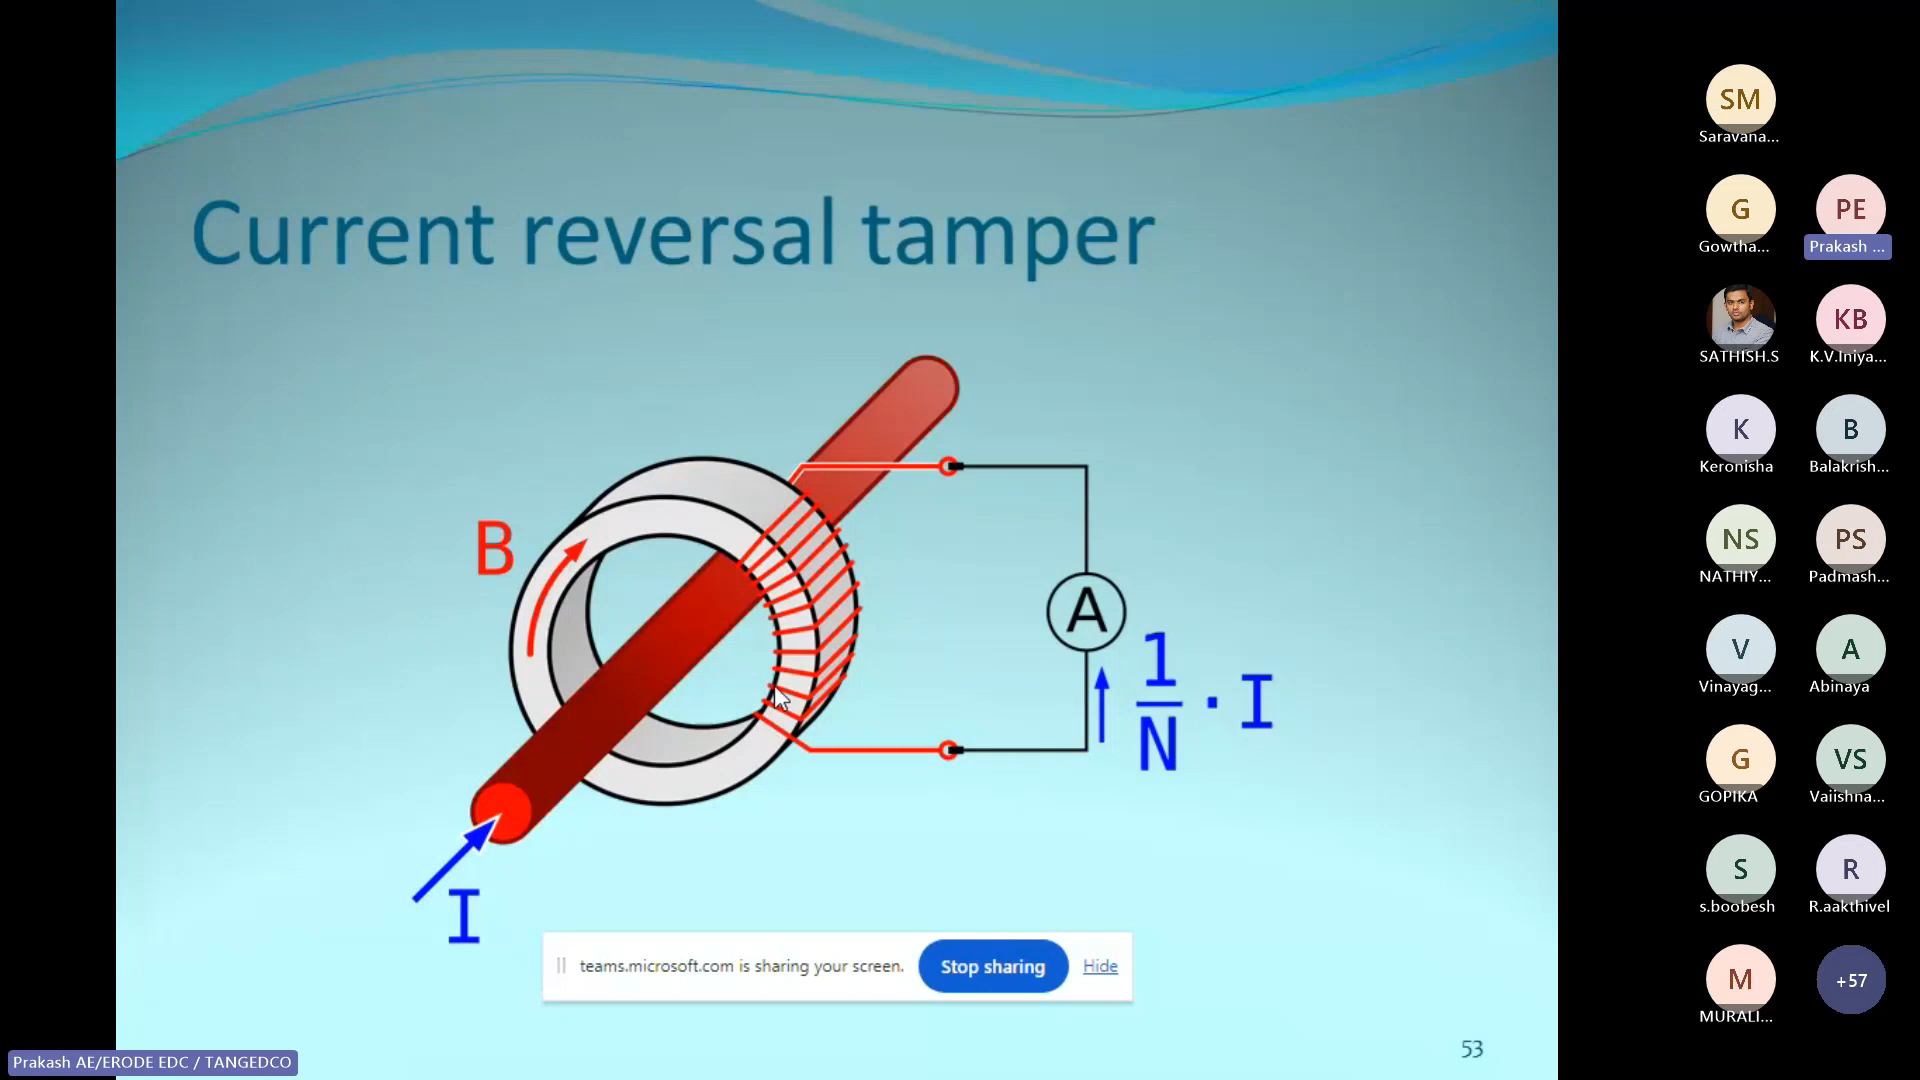 Current reversal tamper
B
A
1
N
· I
I
teams.microsoft.com is sharing your screen.
Stop sharing
Hide
53
Prakash AE/ERODE EDC / TANGEDCO
SM
Saravana...
G
Gowtha...
PE
Prakash ...
SATHISH.S
KB
K.V.Iniya...
K
Keronisha
B
Balakrish...
NS
NATHIY...
PS
Padmash...
V
Vinayag...
A
Abinaya
G
GOPIKA
VS
Vaiishna...
S
s.boobesh
R
R.aakthivel
M
MURALI...
+57